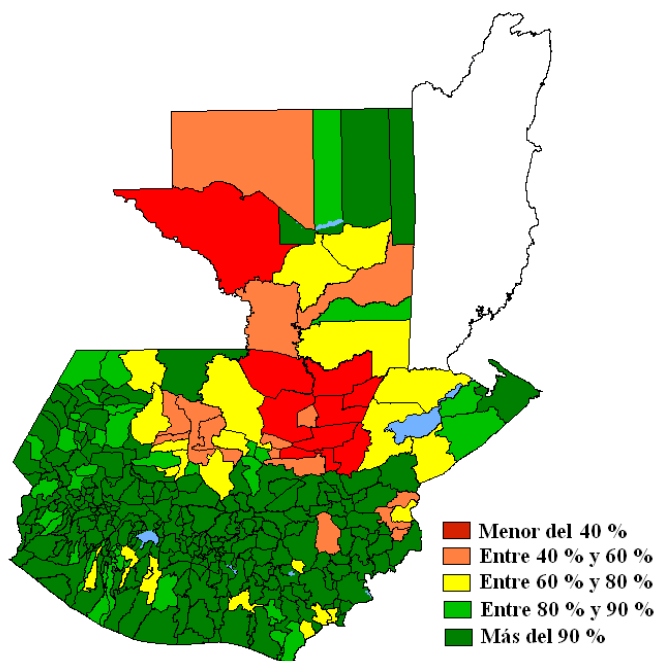 Menor del 40 %
Entre 40 % y 60 %
Entre 60 % y 80 %
Entre 80 % y 90 %
Más del 90 %